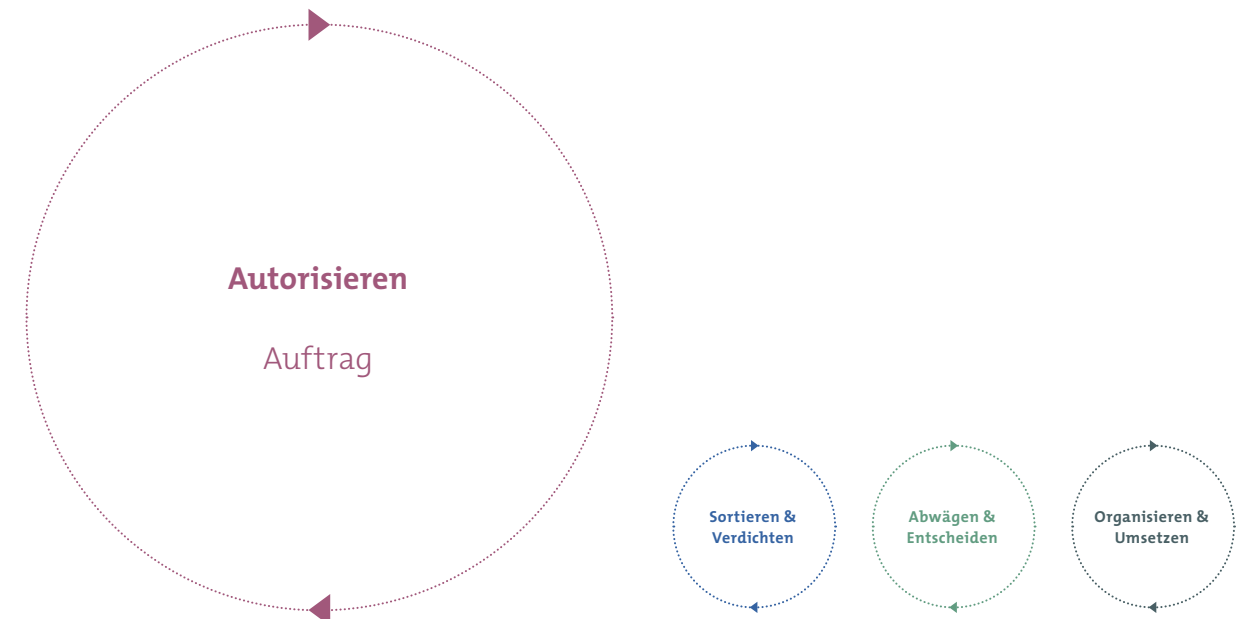 Autorisieren
Auftrag
Sortieren &
Verdichten
Abwägen &
Entscheiden
Organisieren &
Umsetzen